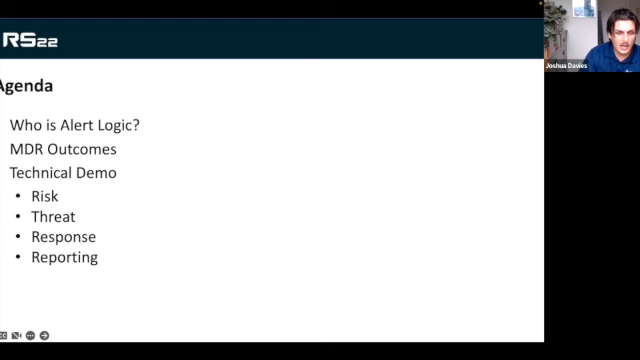 RS22
Joshua Davies
Agenda
Who is Alert Logic?
MDR Outcomes
Technical Demo
• Risk
• Threat
• Response
• Reporting